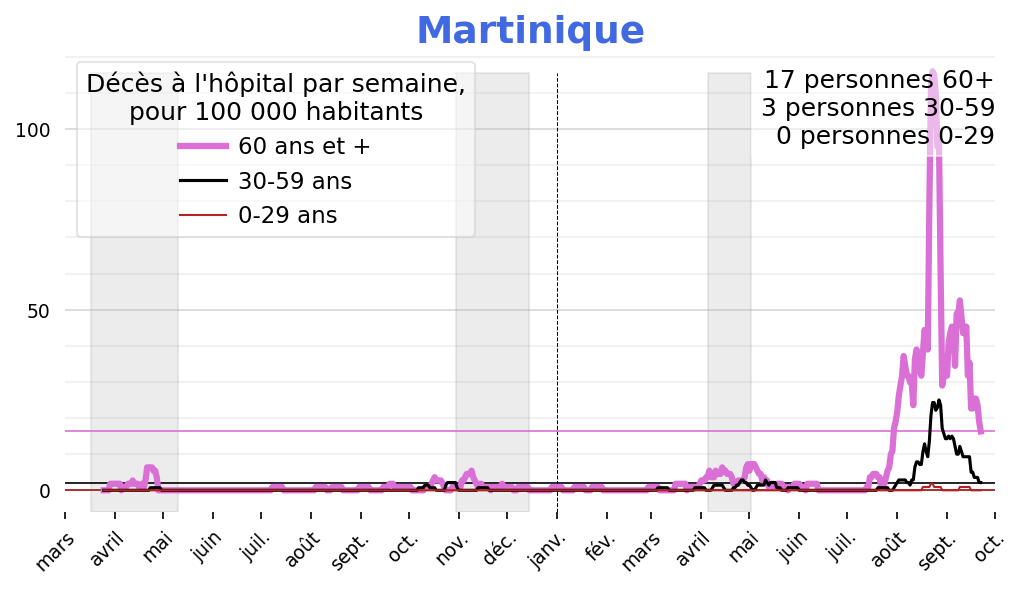 Martinique
Décès à l'hôpital par semaine,
pour 100 000 habitants
60 ans et +
30-59 ans
0-29 ans
17 personnes 60+
3 personnes 30-59
0 personnes 0-29
100
50
0
mars avril mai juin juil. août sept. oct. nov. déc. janv. fév. mars avril mai juin juil. août sept. oct.